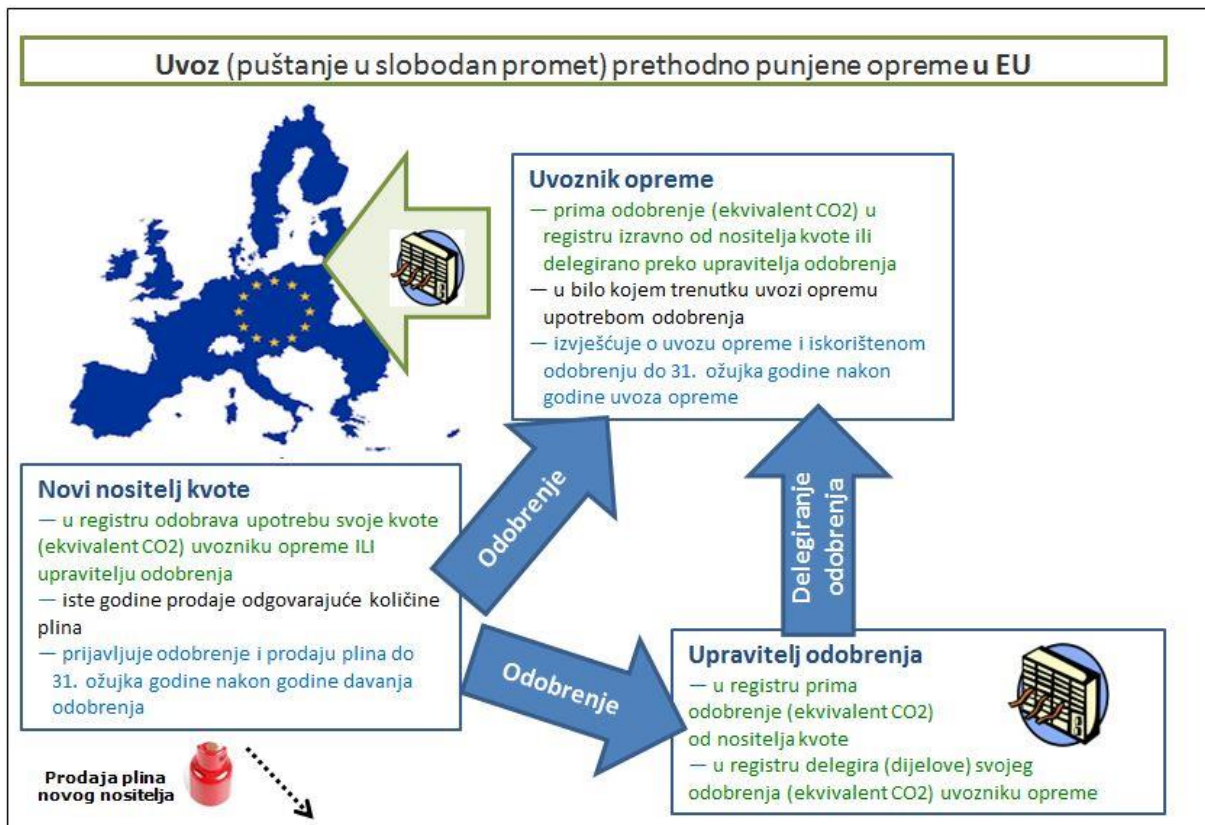 Uvoz (puštanje u slobodan promet) prethodno punjene opreme u EU
Uvoznik opreme
— prima odobrenje (ekvivalent CO2) u
registru izravno od nositelja kvote ili
delegirano preko upravitelja odobrenja
— u bilo kojem trenutku uvozi opremu
upotrebom odobrenja
— izvješćuje o uvozu opreme i iskorištenom
odobrenju do 31. ožujka godine nakon
godine uvoza opreme
Novi nositelj kvote
— u registru odobrava upotrebu svoje kvote
(ekvivalent CO2) uvozniku opreme ILI
upravitelju odobrenja
— iste godine prodaje odgovarajuće količine
plina
— prijavljuje odobrenje i prodaju plina do
31. ožujka godine nakon godine davanja
odobrenja
Odobrenje
Odobrenje
Delegiranje
odobrenja
Upravitelj odobrenja
— u registru prima
odobrenje (ekvivalent CO2)
od nositelja kvote
— u registru delegira (dijelove) svojeg
odobrenja (ekvivalent CO2) uvozniku opreme
Prodaja plina
novog nositelja